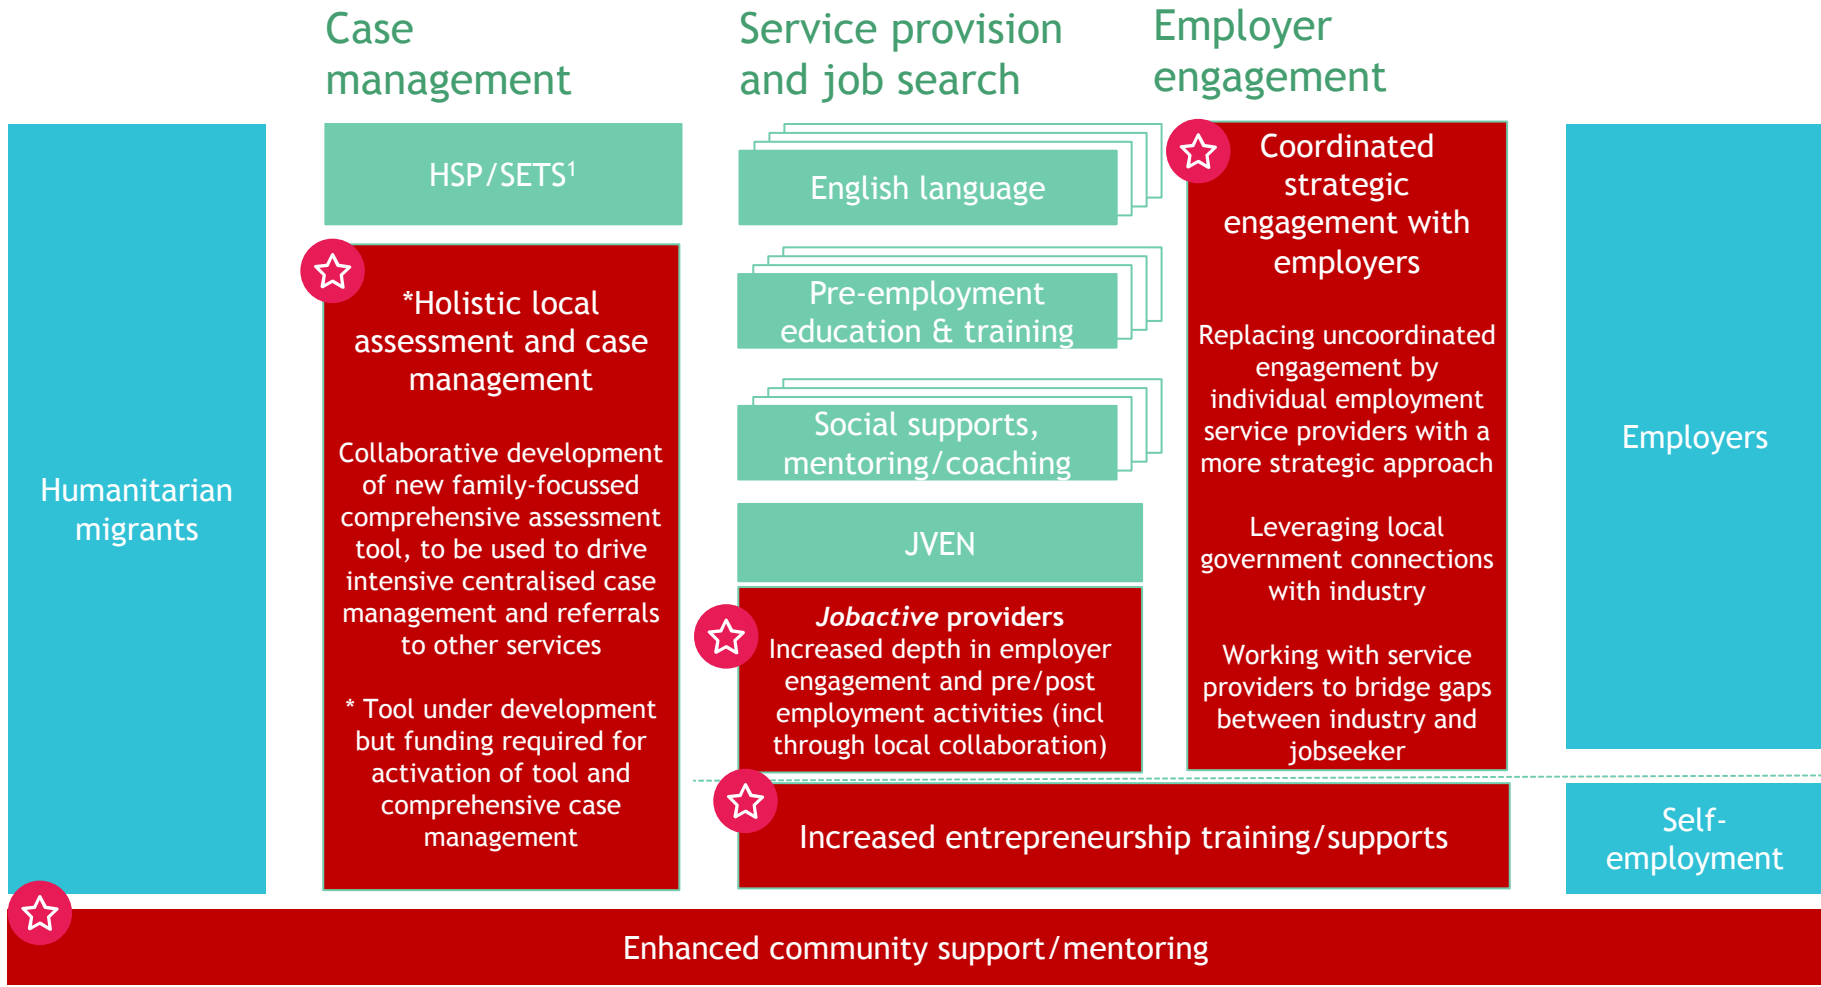 Case
management
Service provision
and job search
Employer
engagement
Humanitarian
migrants
HSP/SETS¹
*Holistic local
assessment and case
management
Collaborative development
of new family-focussed
comprehensive assessment
tool, to be used to drive
intensive centralised case
management and referrals
to other services
* Tool under development
but funding required for
activation of tool and
comprehensive case
management
English language
Pre-employment
education & training
Social supports,
mentoring/coaching
JVEN
Jobactive providers
Increased depth in employer
engagement and pre/post
employment activities (incl
through local collaboration)
Coordinated
strategic
engagement with
employers
Replacing uncoordinated
engagement by
individual employment
service providers with a
more strategic approach
Leveraging local
government connections
with industry
Working with service
providers to bridge gaps
between industry and
jobseeker
Employers
Increased entrepreneurship training/supports
Self-
employment
Enhanced community support/mentoring